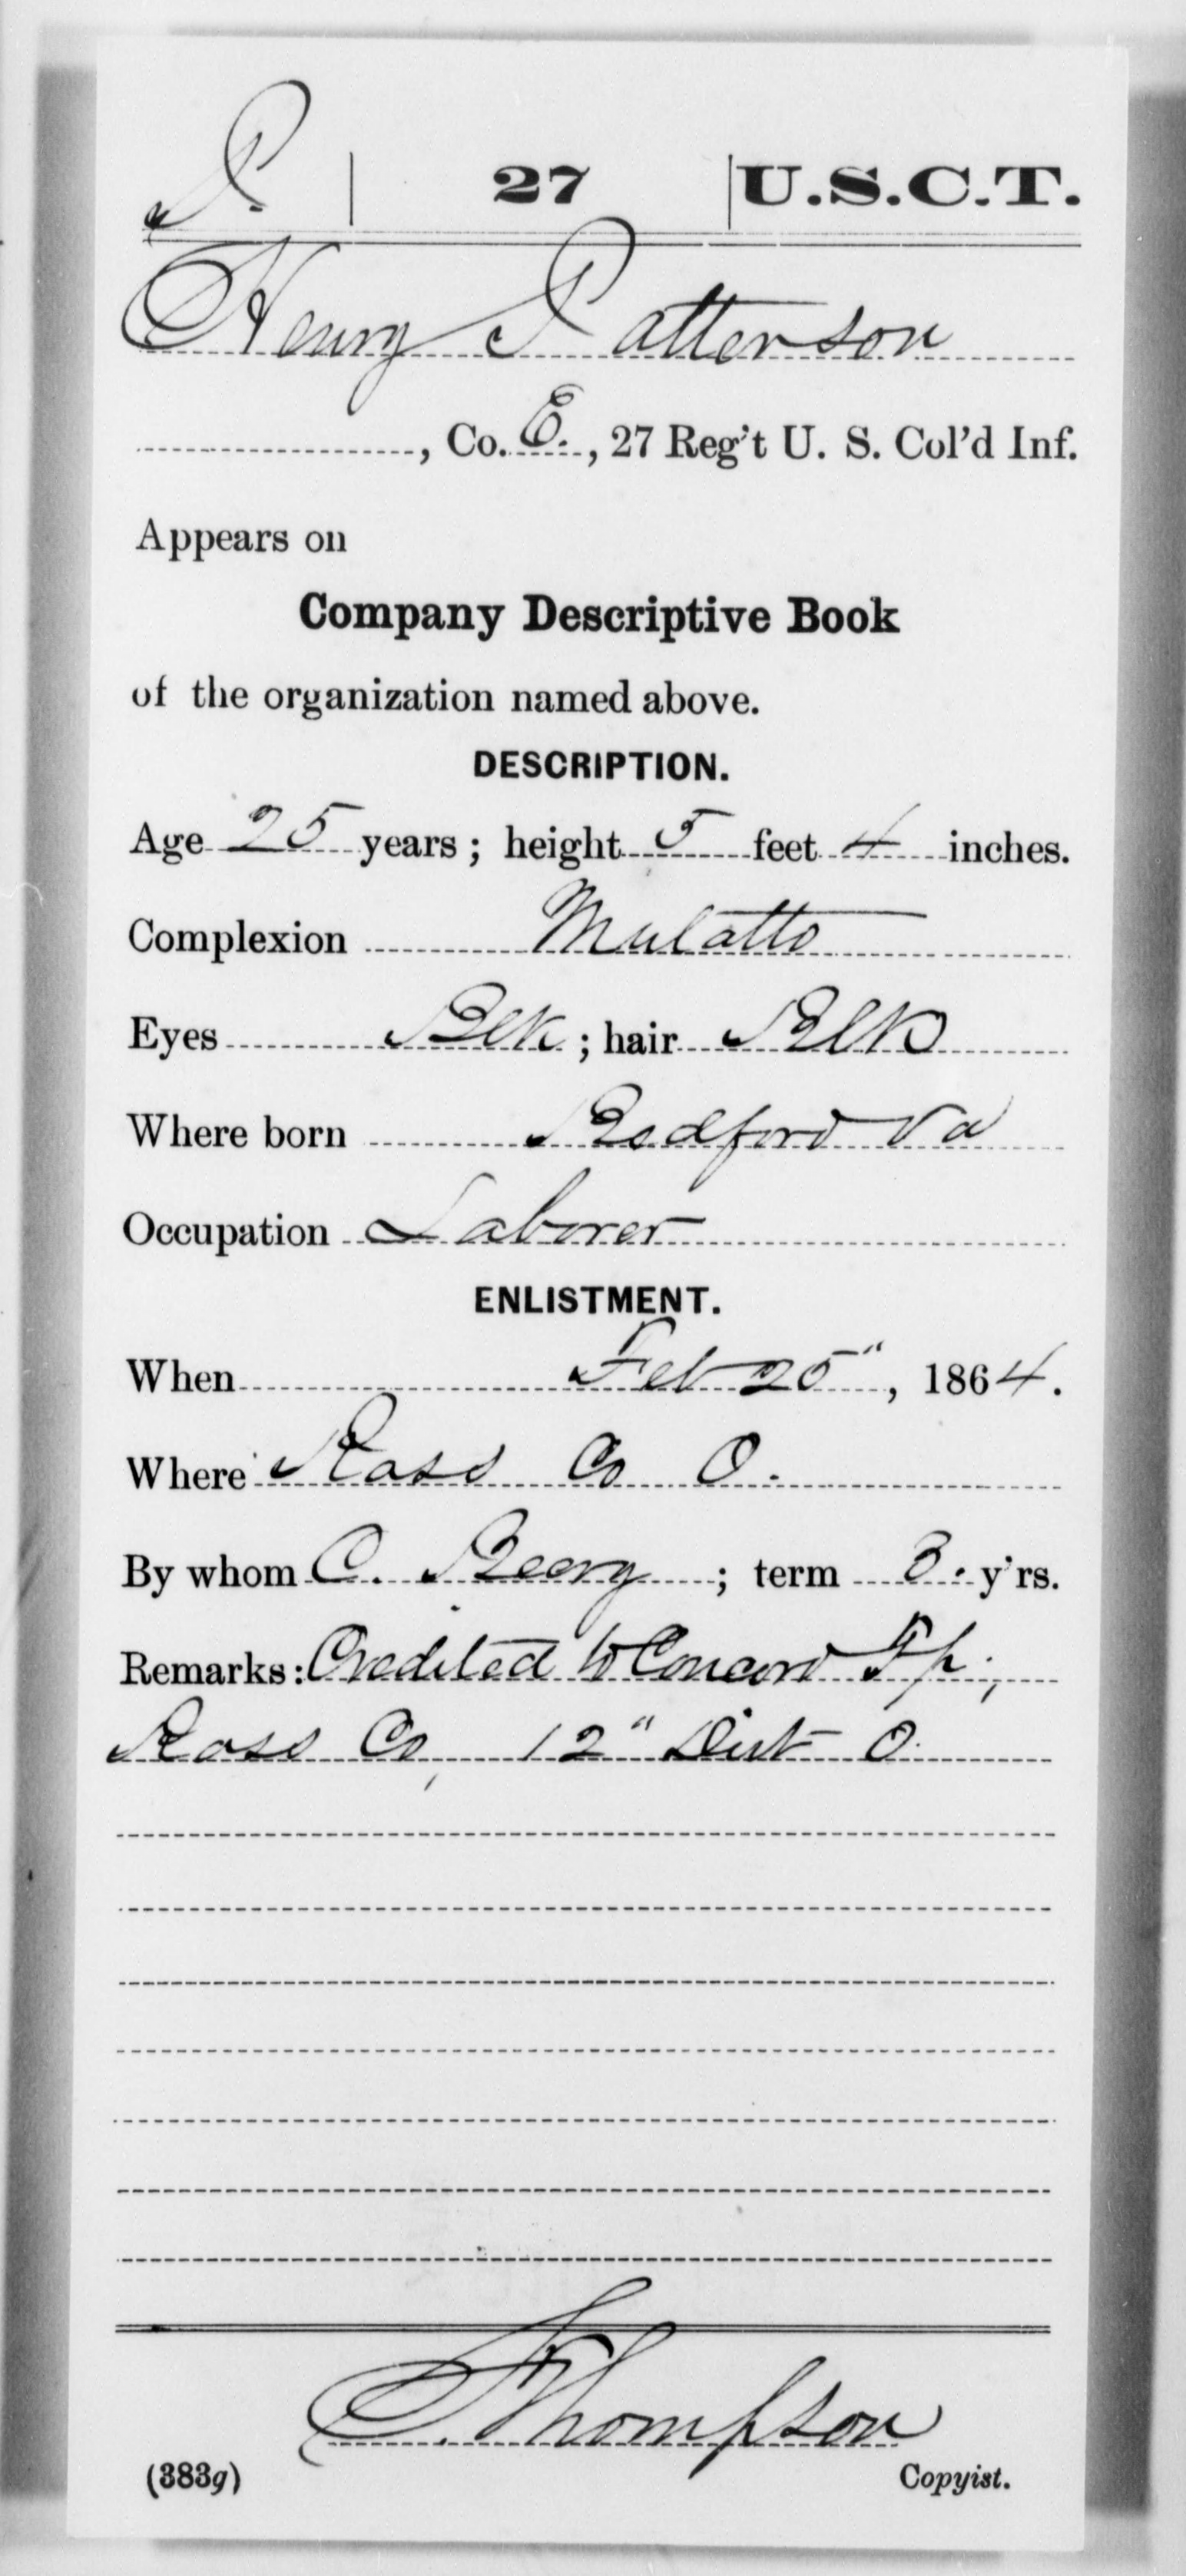 P. | 27 | U.S.C.T.
Henry Patterson
, Co. E., 27 Reg't U. S. Col'd Inf.
Appears on
Company Descriptive Book
of the organization named above.
DESCRIPTION.
Age 25 years; height 5 feet 4 inches.
Complexion Mulatto
Eyes Blk; hair Blk
Where born Bedford Va
Occupation Laborer
ENLISTMENT.
When Feb 25", 1864.
Where Ross Co O.
By whom C. Beery; term 3. y'rs.
Remarks: Credited to Concord Tp;
Ross Co, 12" Dist O.
Thompson
(383g) Copyist.